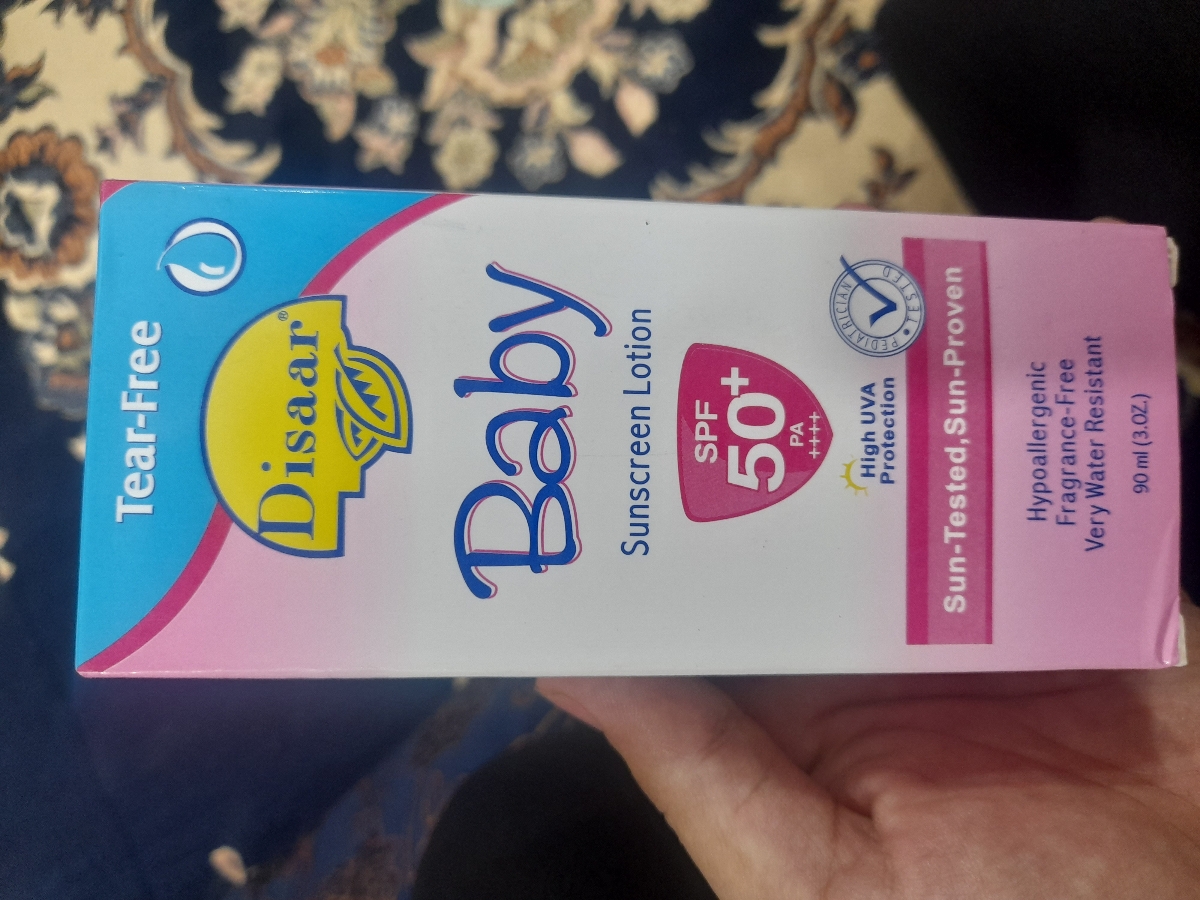 Tear-Free
Disaar®
Baby
Sunscreen Lotion
SPF
50+
PA
++++
High UVA
Protection
PEDIATRICIAN • TESTED
Sun-Tested,Sun-Proven
Hypoallergenic
Fragrance-Free
Very Water Resistant
90 ml (3.OZ.)